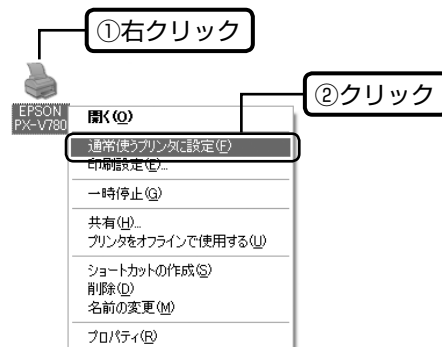 ①右クリック
②クリック
EPSON
PX-V780
開く(O)
通常使うプリンタに設定(F)
印刷設定(E)...
一時停止(G)
共有(H)...
プリンタをオフラインで使用する(U)
ショートカットの作成(S)
削除(D)
名前の変更(M)
プロパティ(R)